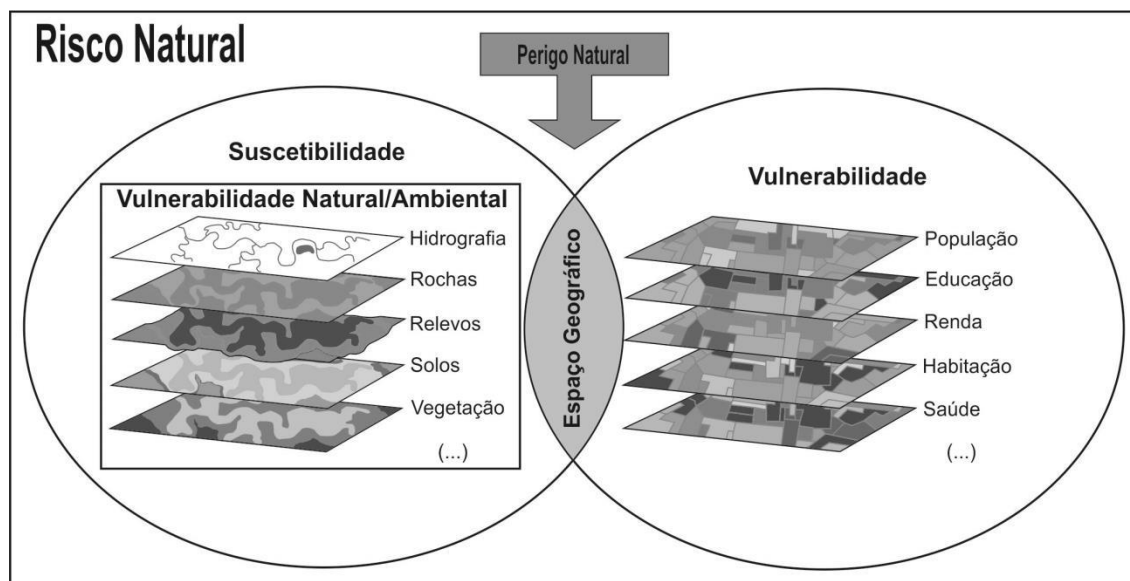 Risco Natural
Perigo Natural
Suscetibilidade
Vulnerabilidade Natural/Ambiental
Hidrografia
Rochas
Relevos
Solos
Vegetação
(...)
Espaço Geográfico
Vulnerabilidade
População
Educação
Renda
Habitação
Saúde
(...)